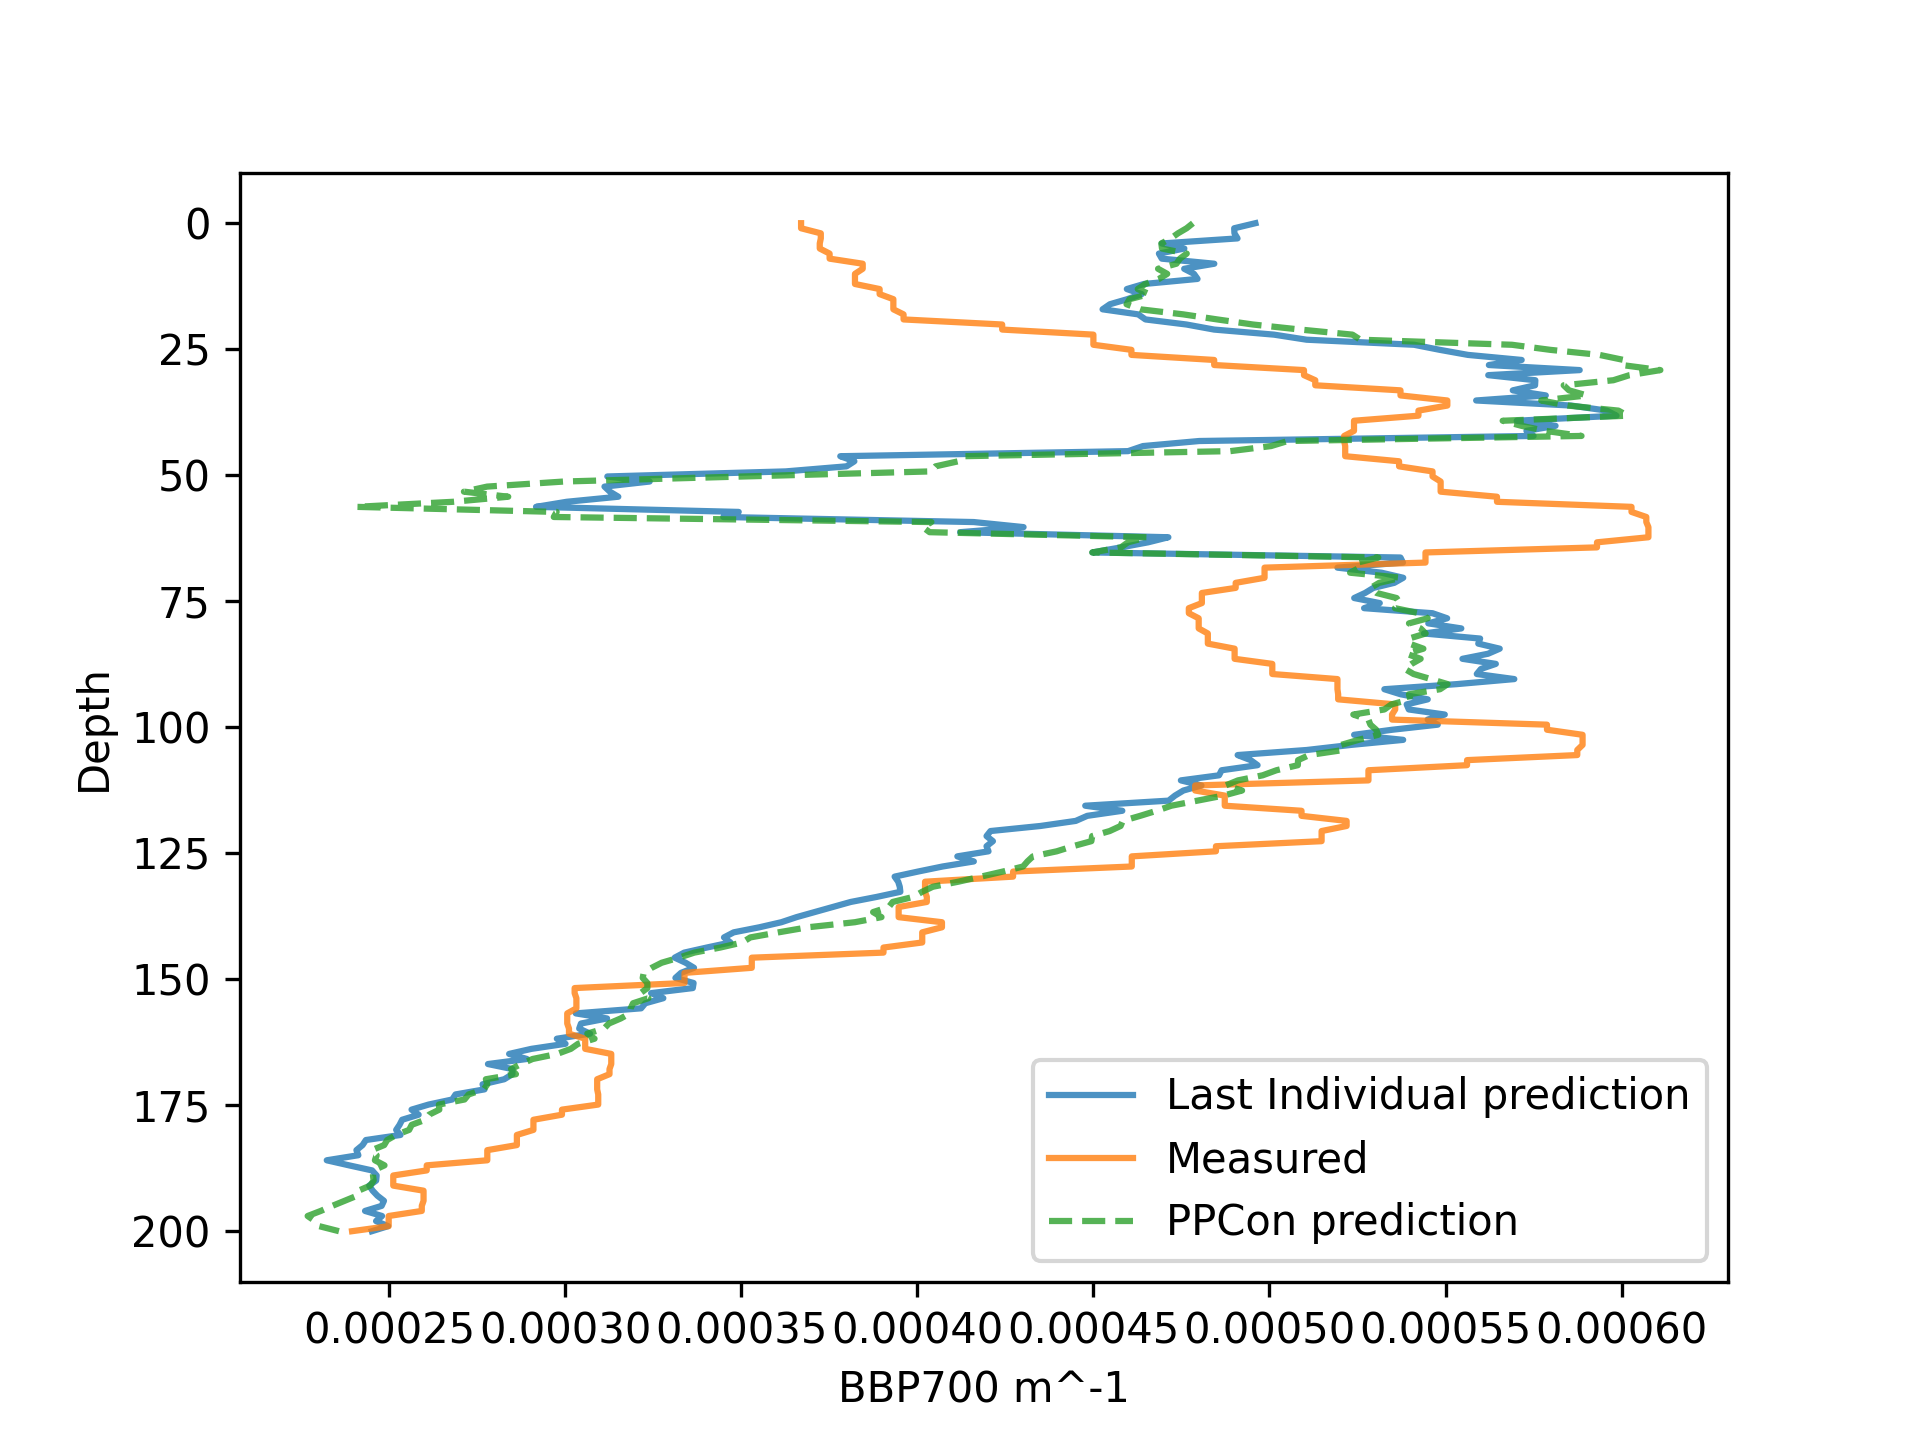 0
25
50
75
100
125
150
175
200
Depth
Last Individual prediction
Measured
PPCon prediction
0.00025 0.00030 0.00035 0.00040 0.00045 0.00050 0.00055 0.00060
BBP700 m^-1